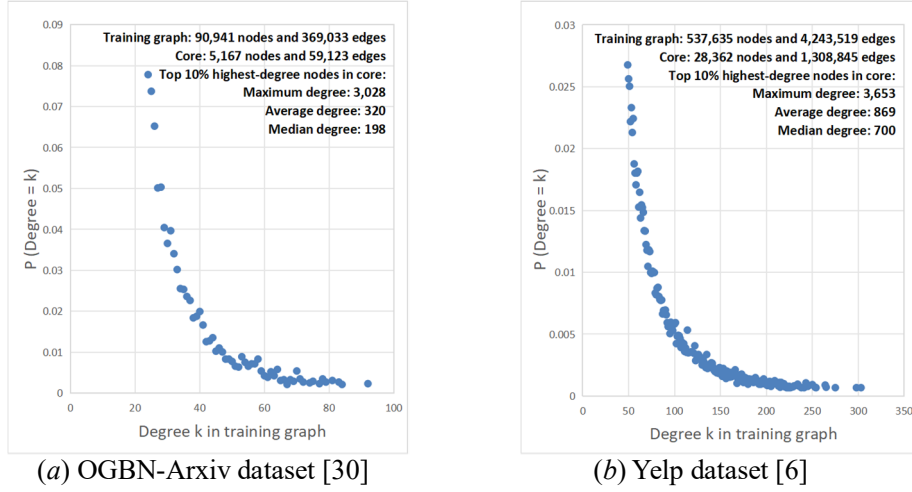 0.09
Training graph: 90,941 nodes and 369,033 edges
Core: 5,167 nodes and 59,123 edges
0.08
Top 10% highest-degree nodes in core:
Maximum degree: 3,028
0.07
Average degree: 320
Median degree: 198
0.06
0.05
0.04
0.03
0.02
0.01
0
P (Degree = k)
0 20 40 60 80 100
Degree k in training graph
(a) OGBN-Arxiv dataset [30]
0.03
Training graph: 537,635 nodes and 4,243,519 edges
Core: 28,362 nodes and 1,308,845 edges
Top 10% highest-degree nodes in core:
0.025
Maximum degree: 3,653
Average degree: 869
Median degree: 700
0.02
0.015
0.01
0.005
0
P (Degree = k)
0 50 100 150 200 250 300 350
Degree k in training graph
(b) Yelp dataset [6]